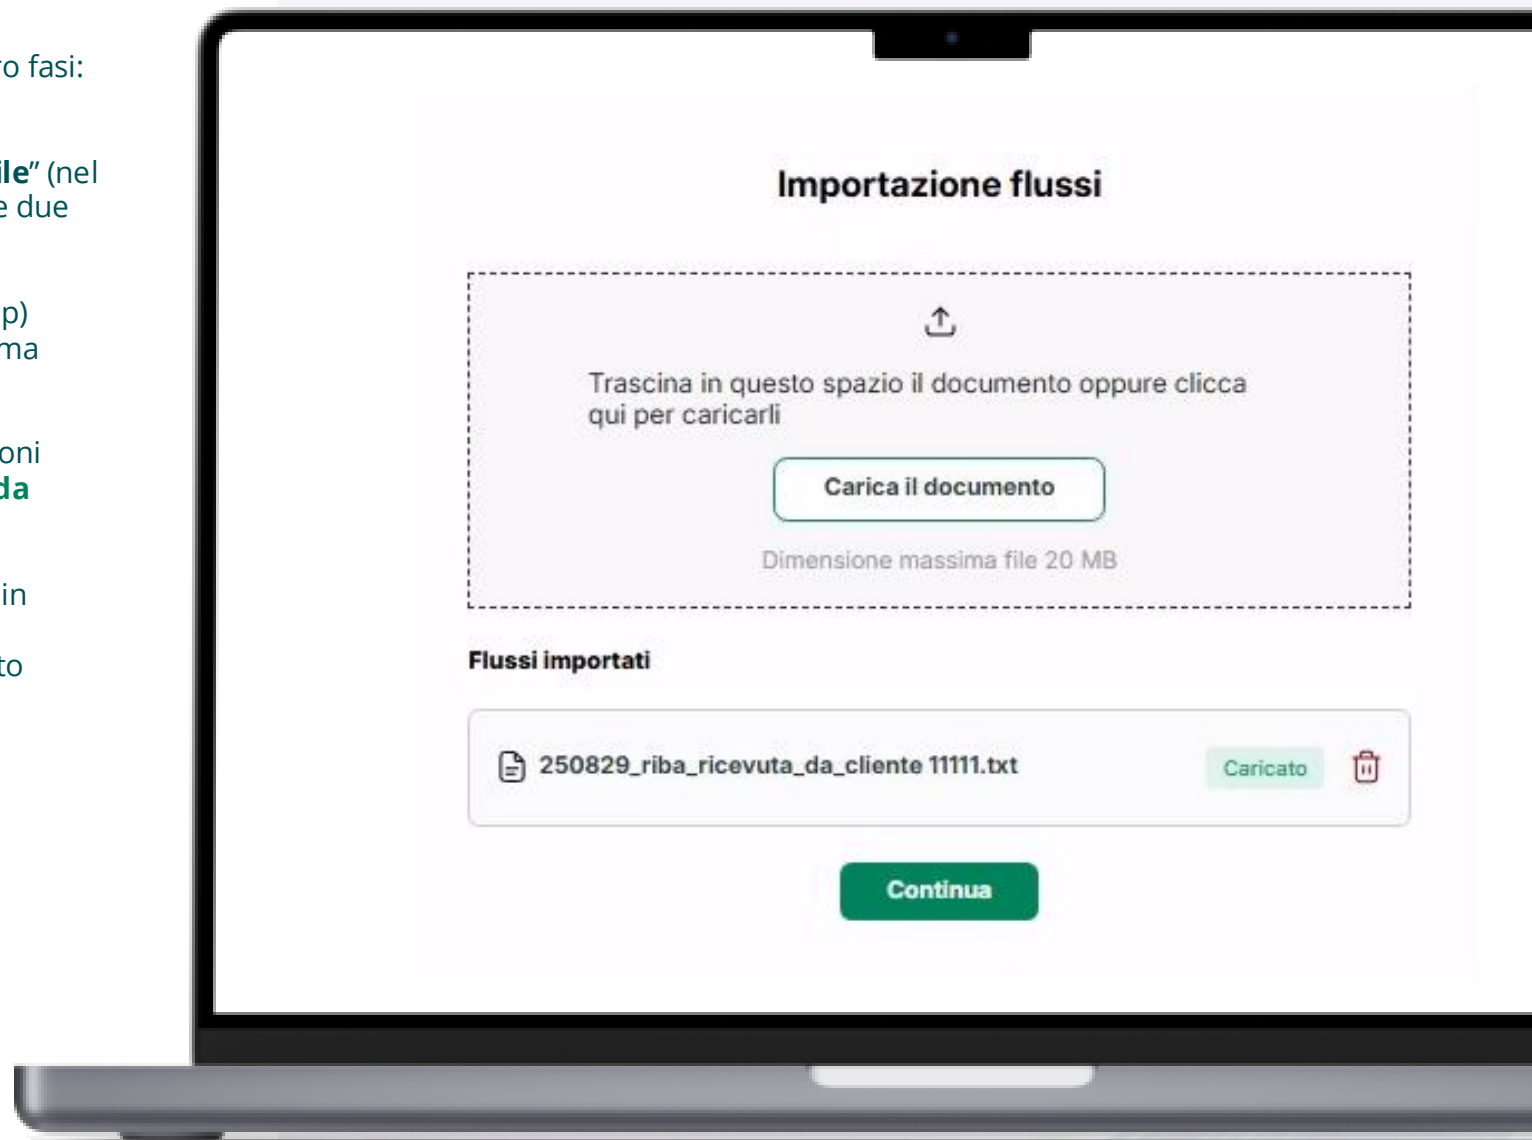 o fasi:
ile” (nel
e due
p)
ma
oni
da
in
to
Importazione flussi
Trascina in questo spazio il documento oppure clicca
qui per caricarli
Carica il documento
Dimensione massima file 20 MB
Flussi importati
250829_riba_ricevuta_da_cliente 11111.txt
Caricato
Continua